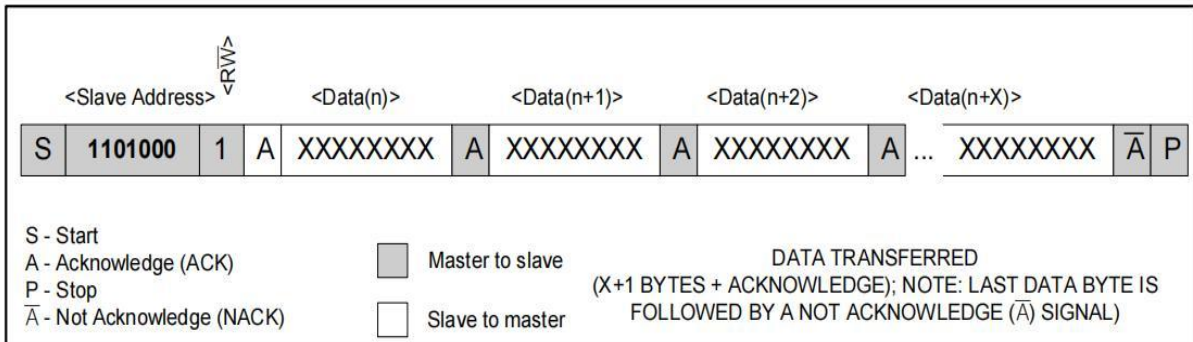 <Slave Address> <RW̅>
<Data(n)> <Data(n+1)> <Data(n+2)> <Data(n+X)>
S 1101000 1 A XXXXXXXX A XXXXXXXX A XXXXXXXX A ... XXXXXXXX A̅ P
S - Start
A - Acknowledge (ACK)
P - Stop
A̅ - Not Acknowledge (NACK)
Master to slave
Slave to master
DATA TRANSFERRED
(X+1 BYTES + ACKNOWLEDGE); NOTE: LAST DATA BYTE IS
FOLLOWED BY A NOT ACKNOWLEDGE (A̅) SIGNAL)